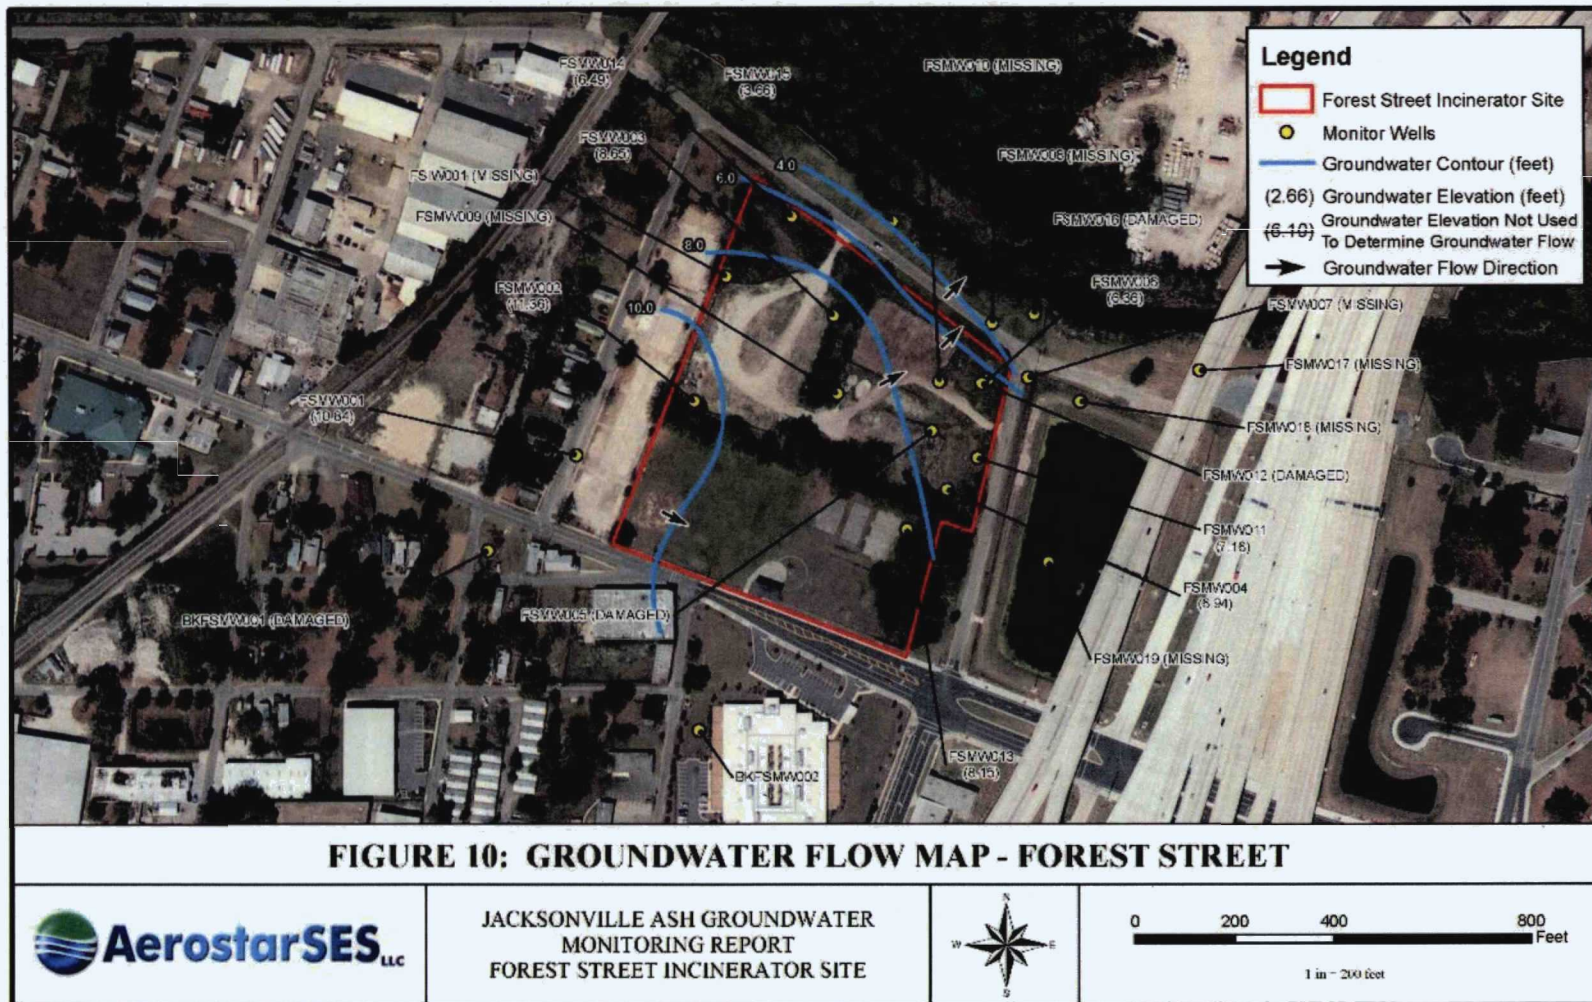 FSMW014
(6.49)
FSMW015
(3.66)
FSMW010 (MISSING)
FSMW003
(8.65)
FSMW008 (MISSING)
(MISSING)
FSMW009 (MISSING)
FSMW016 (DAMAGED)
4.0
6.0
8.0
10.0
FSMW002
(11.36)
FSMW006
(6.38)
FSMW007 (MISSING)
FSMW017 (MISSING)
FSMW001
(10.84)
FSMW018 (MISSING)
FSMW012 (DAMAGED)
FSMW011
(7.16)
FSMW004
(6.94)
BKFSMW001 (DAMAGED)
FSMW005 (DAMAGED)
FSMW019 (MISSING)
FSMW013
(8.15)
BKFSMW002
Legend
Forest Street Incinerator Site
Monitor Wells
Groundwater Contour (feet)
(2.66) Groundwater Elevation (feet)
(6.10) Groundwater Elevation Not Used
To Determine Groundwater Flow
Groundwater Flow Direction
FIGURE 10: GROUNDWATER FLOW MAP - FOREST STREET
AerostarSES LLC
JACKSONVILLE ASH GROUNDWATER
MONITORING REPORT
FOREST STREET INCINERATOR SITE
N
W E
S
0 200 400 800
Feet
1 in = 200 feet